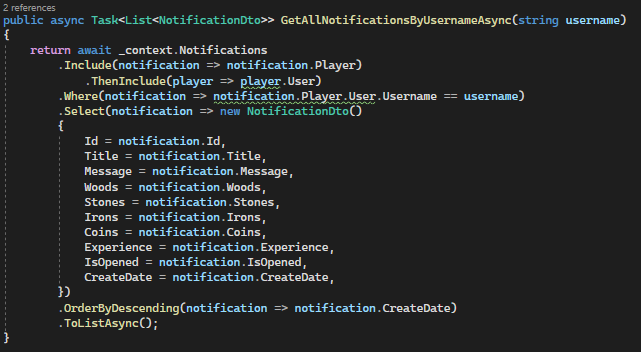 2 references
public async Task<List<NotificationDto>> GetAllNotificationsByUsernameAsync(string username)
{
    return await _context.Notifications
        .Include(notification => notification.Player)
            .ThenInclude(player => player.User)
        .Where(notification => notification.Player.User.Username == username)
        .Select(notification => new NotificationDto()
        {
            Id = notification.Id,
            Title = notification.Title,
            Message = notification.Message,
            Woods = notification.Woods,
            Stones = notification.Stones,
            Irons = notification.Irons,
            Coins = notification.Coins,
            Experience = notification.Experience,
            IsOpened = notification.IsOpened,
            CreateDate = notification.CreateDate,
        })
        .OrderByDescending(notification => notification.CreateDate)
        .ToListAsync();
}